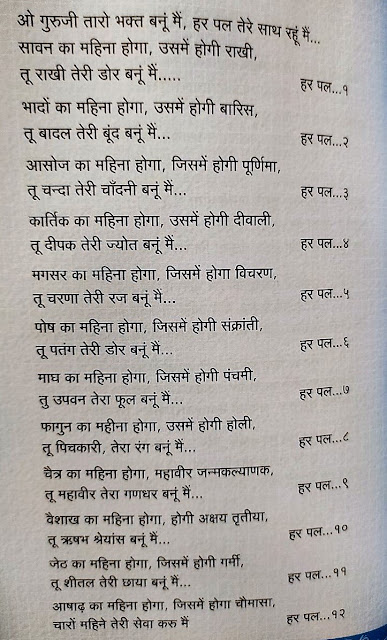 ओ गुरुजी तारो भक्त बनूं मैं, हर पल तेरे साथ रहूं मैं...
सावन का महिना होगा, उसमें होगी राखी,
तू राखी तेरी डोर बनूं मैं..... हर पल...१
भादों का महिना होगा, उसमें होगी बारिस,
तू बादल तेरी बूंद बनूं मैं... हर पल...२
आसोज का महिना होगा, जिसमें होगी पूर्णिमा,
तू चन्दा तेरी चाँदनी बनूं मैं... हर पल...३
कार्तिक का महिना होगा, उसमें होगी दीवाली,
तू दीपक तेरी ज्योत बनूं मैं... हर पल...४
मगसर का महिना होगा, जिसमें होगा विचरण,
तू चरणा तेरी रज बनूं मैं... हर पल...५
पोष का महिना होगा, जिसमें होगी संक्रांती,
तू पतंग तेरी डोर बनूं मैं... हर पल...६
माघ का महिना होगा, जिसमें होगी पंचमी,
तु उपवन तेरा फूल बनूं मैं... हर पल...७
फागुन का महीना होगा, उसमें होगी होली,
तू पिचकारी, तेरा रंग बनूं मैं... हर पल...८
चैत्र का महिना होगा, महावीर जन्मकल्याणक,
तू महावीर तेरा गणधर बनूं मैं... हर पल...९
वैशाख का महिना होगा, होगी अक्षय तृतीया,
तू ऋषभ श्रेयांस बनूं मैं... हर पल...१०
जेठ का महिना होगा, जिसमें होगी गर्मी,
तू शीतल तेरी छाया बनूं मैं... हर पल...११
आषाढ़ का महिना होगा, जिसमें होगा चौमासा,
चारों महिने तेरी सेवा करु मैं हर पल...१२